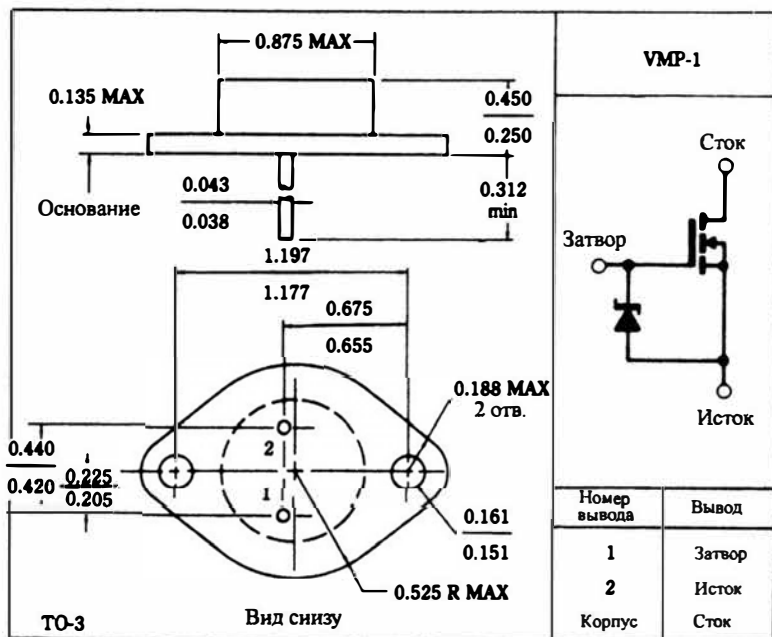 0.875 MAX
0.135 MAX
0.450
0.250
Основание
0.043
0.038
0.312
min
1.197
1.177
0.675
0.655
0.188 MAX
2 отв.
0.440
0.420
0.225
0.205
2
1
0.161
0.151
0.525 R MAX
TO-3
Вид снизу
VMP-1
Сток
Затвор
Исток
Номер
вывода
Вывод
1
Затвор
2
Исток
Корпус
Сток